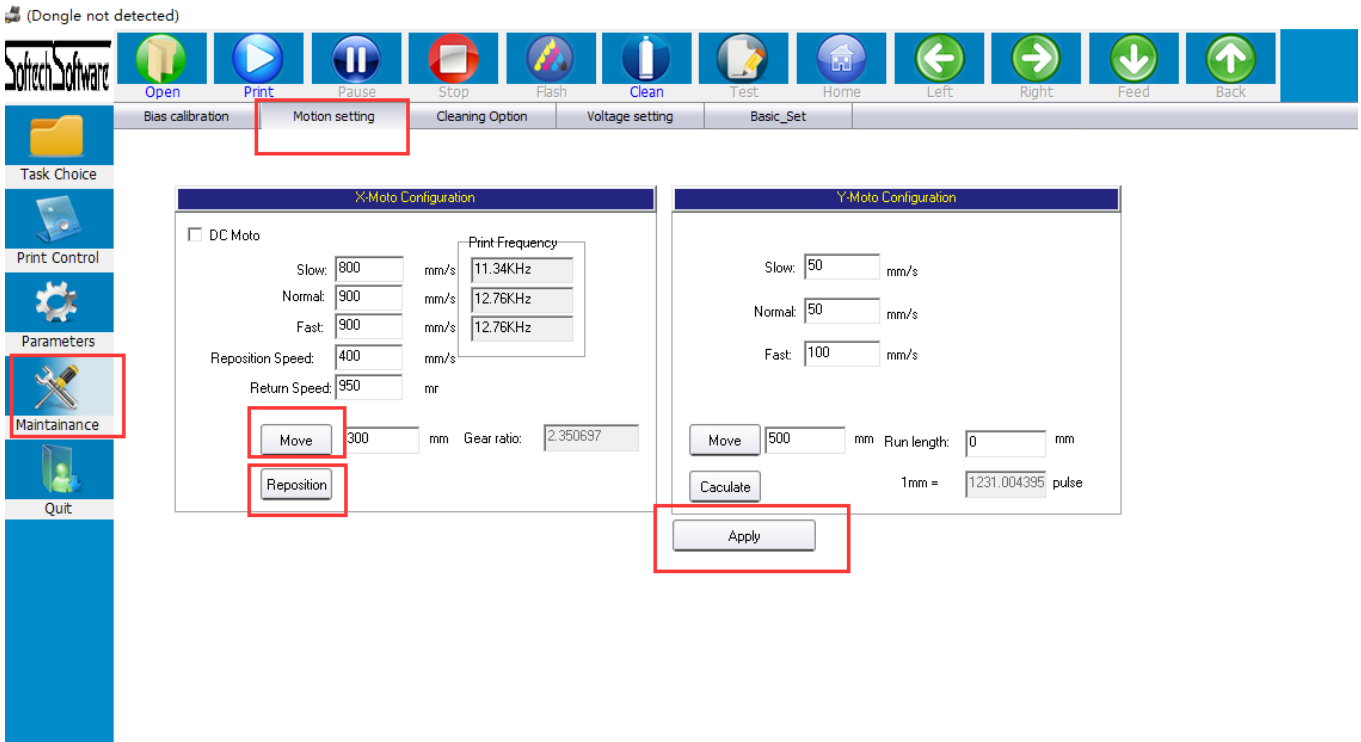 (Dongle not detected)
Softech Software
Open Print Pause Stop Flash Clean Test Home Left Right Feed Back
Bias calibration Motion setting Cleaning Option Voltage setting Basic_Set
Task Choice
Print Control
Parameters
Maintainance
Quit
X-Moto Configuration
DC Moto
Print Frequency
Slow: 800 mm/s 11.34KHz
Normal: 900 mm/s 12.76KHz
Fast: 900 mm/s 12.76KHz
Reposition Speed: 400 mm/s
Return Speed: 950 mr
Move 300 mm Gear ratio: 2.350697
Reposition
Y-Moto Configuration
Slow: 50 mm/s
Normal: 50 mm/s
Fast: 100 mm/s
Move 500 mm Run length: 0 mm
Caculate 1mm = 1231.004395 pulse
Apply